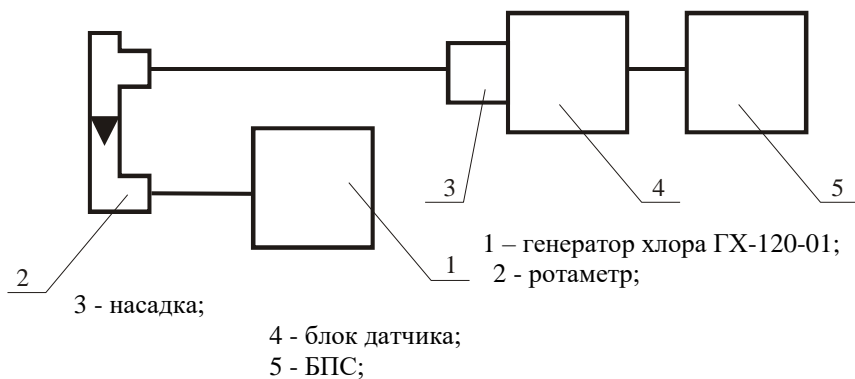 3
4
5
1 – генератор хлора ГХ-120-01;
2
1
2 - ротаметр;
3 - насадка;
4 - блок датчика;
5 - БПС;